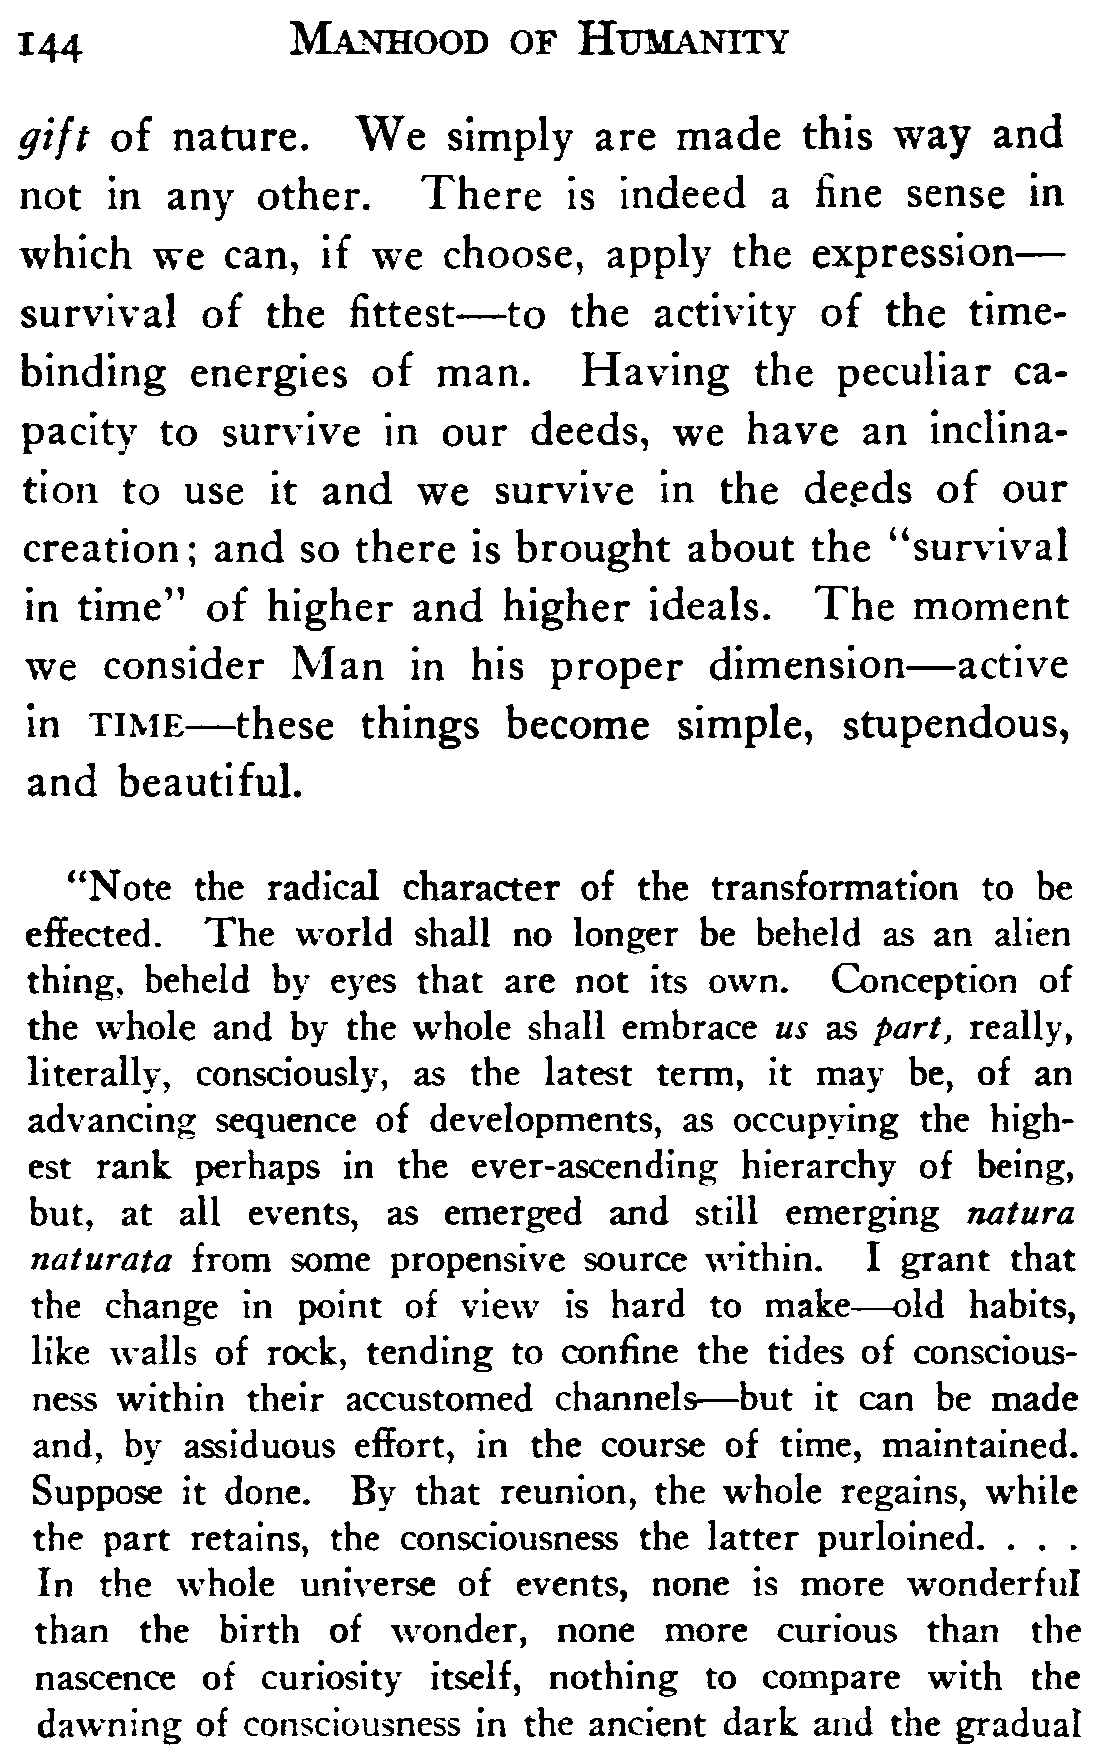 144 MANHOOD OF HUMANITY
gift of nature. We simply are made this way and
not in any other. There is indeed a fine sense in
which we can, if we choose, apply the expression—
survival of the fittest—to the activity of the time-
binding energies of man. Having the peculiar ca-
pacity to survive in our deeds, we have an inclina-
tion to use it and we survive in the deeds of our
creation; and so there is brought about the "survival
in time" of higher and higher ideals. The moment
we consider Man in his proper dimension—active
in TIME—these things become simple, stupendous,
and beautiful.
"Note the radical character of the transformation to be
effected. The world shall no longer be beheld as an alien
thing, beheld by eyes that are not its own. Conception of
the whole and by the whole shall embrace us as part, really,
literally, consciously, as the latest term, it may be, of an
advancing sequence of developments, as occupying the high-
est rank perhaps in the ever-ascending hierarchy of being,
but, at all events, as emerged and still emerging natura
naturata from some propensive source within. I grant that
the change in point of view is hard to make—old habits,
like walls of rock, tending to confine the tides of conscious-
ness within their accustomed channels—but it can be made
and, by assiduous effort, in the course of time, maintained.
Suppose it done. By that reunion, the whole regains, while
the part retains, the consciousness the latter purloined. . . .
In the whole universe of events, none is more wonderful
than the birth of wonder, none more curious than the
nascence of curiosity itself, nothing to compare with the
dawning of consciousness in the ancient dark and the gradual